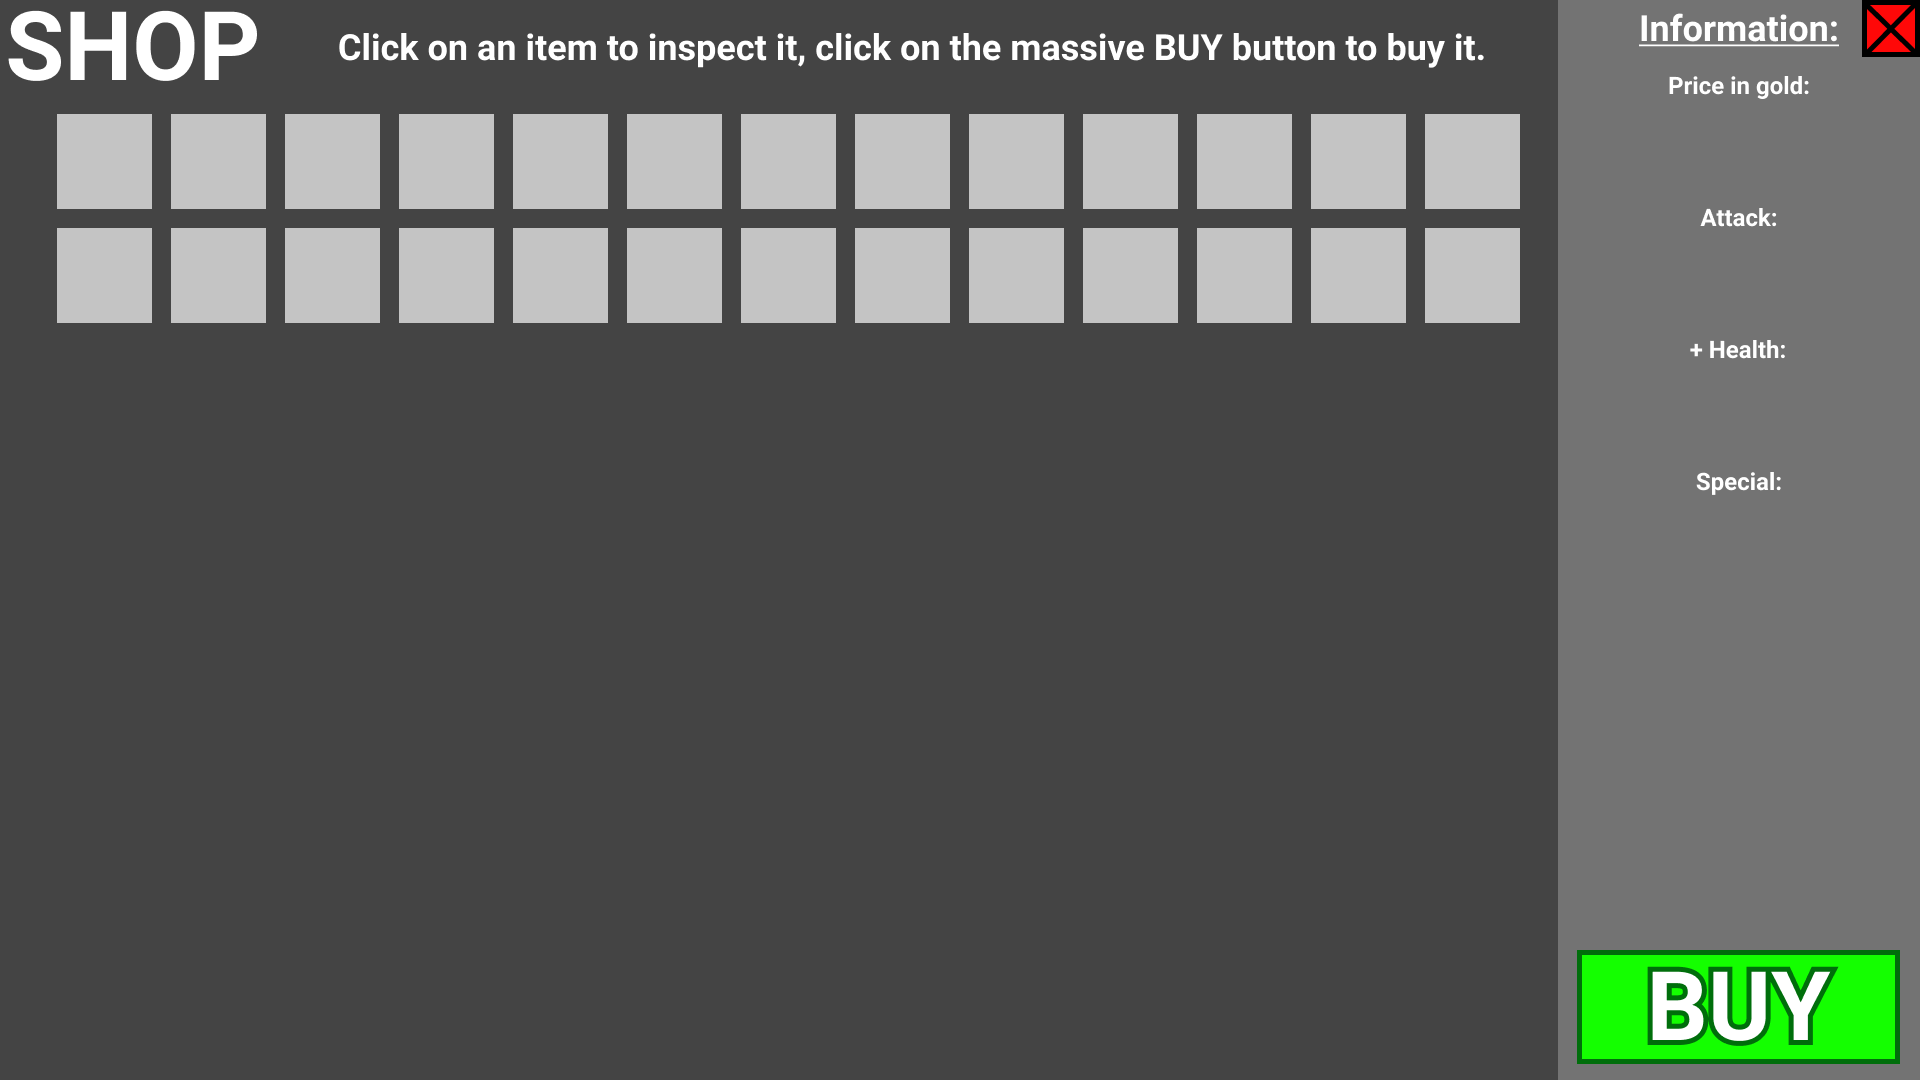 SHOP
Click on an item to inspect it, click on the massive BUY button to buy it.
Information:
Price in gold:
Attack:
+ Health:
Special:
BUY